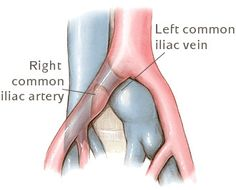 Left common
iliac vein
Right
common
iliac artery